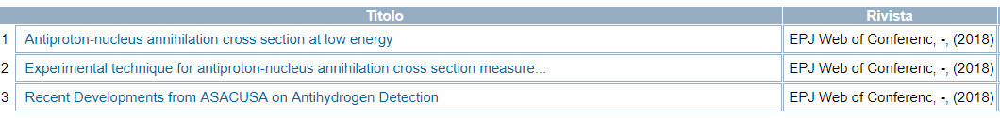 Titolo Rivista
1 Antiproton-nucleus annihilation cross section at low energy EPJ Web of Conferenc, -, (2018)
2 Experimental technique for antiproton-nucleus annihilation cross section measure... EPJ Web of Conferenc, -, (2018)
3 Recent Developments from ASACUSA on Antihydrogen Detection EPJ Web of Conferenc, -, (2018)